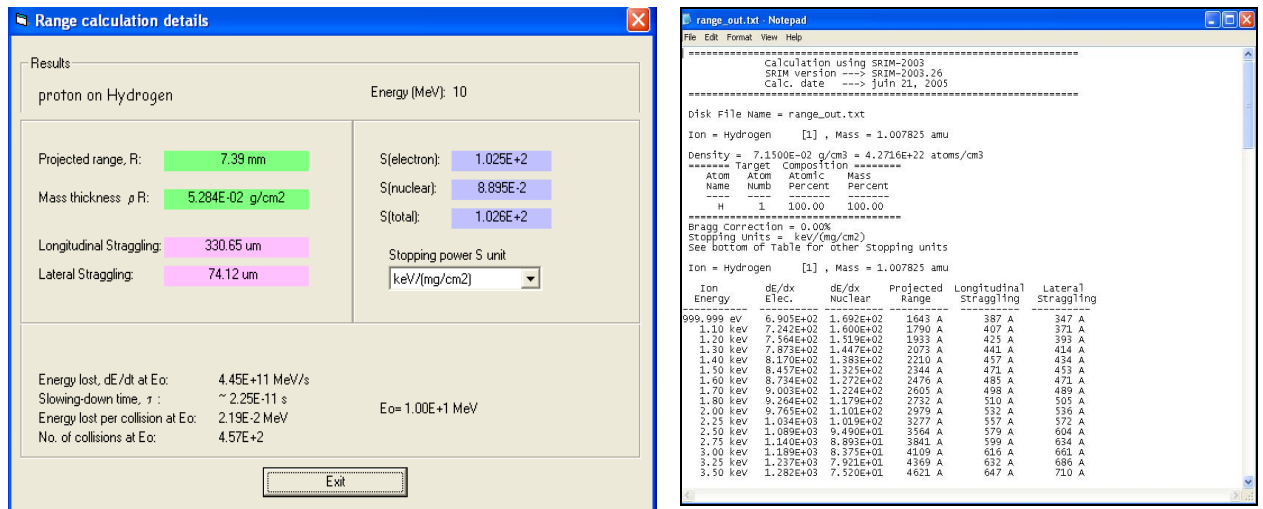 Range calculation details
Results
proton on Hydrogen Energy (MeV): 10
Projected range, R: 7.39 mm
Mass thickness ρ R: 5.284E-02 g/cm2
Longitudinal Straggling: 330.65 um
Lateral Straggling: 74.12 um
S(electron): 1.025E+2
S(nuclear): 8.895E-2
S(total): 1.026E+2
Stopping power S unit
keV/(mg/cm2)
Energy lost, dE/dt at Eo: 4.45E+11 MeV/s
Slowing-down time, τ : ~ 2.25E-11 s
Energy lost per collision at Eo: 2.19E-2 MeV
No. of collisions at Eo: 4.57E+2
Eo= 1.00E+1 MeV
Exit
range_out.txt - Notepad
File Edit Format View Help
==================================================================
Calculation using SRIM-2003
SRIM version ---> SRIM-2003.26
Calc. date ---> juin 21, 2005
==================================================================
Disk File Name = range_out.txt
Ion = Hydrogen [1] , Mass = 1.007825 amu
Density = 7.1500E-02 g/cm3 = 4.2716E+22 atoms/cm3
======= Target Composition ========
Atom Atom Atomic Mass
Name Numb Percent Percent
---- ---- ------- -------
H 1 100.00 100.00
====================================
Bragg Correction = 0.00%
Stopping Units = keV/(mg/cm2)
See bottom of Table for other Stopping units
Ion = Hydrogen [1] , Mass = 1.007825 amu
Ion dE/dx dE/dx Projected Longitudinal Lateral
Energy Elec. Nuclear Range Straggling Straggling
----------- ---------- ---------- ---------- ---------- ----------
999.999 eV 6.905E+02 1.692E+02 1643 A 387 A 347 A
1.10 keV 7.242E+02 1.600E+02 1790 A 407 A 371 A
1.20 keV 7.564E+02 1.519E+02 1933 A 425 A 393 A
1.30 keV 7.873E+02 1.447E+02 2073 A 441 A 414 A
1.40 keV 8.170E+02 1.383E+02 2210 A 457 A 434 A
1.50 keV 8.457E+02 1.325E+02 2344 A 471 A 453 A
1.60 keV 8.734E+02 1.272E+02 2476 A 485 A 471 A
1.70 keV 9.003E+02 1.224E+02 2605 A 498 A 489 A
1.80 keV 9.264E+02 1.179E+02 2732 A 510 A 505 A
2.00 keV 9.765E+02 1.101E+02 2979 A 532 A 536 A
2.25 keV 1.034E+03 1.019E+02 3277 A 557 A 572 A
2.50 keV 1.089E+03 9.490E+01 3564 A 579 A 604 A
2.75 keV 1.140E+03 8.893E+01 3841 A 599 A 634 A
3.00 keV 1.189E+03 8.375E+01 4109 A 616 A 661 A
3.25 keV 1.237E+03 7.921E+01 4369 A 632 A 686 A
3.50 keV 1.282E+03 7.520E+01 4621 A 647 A 710 A